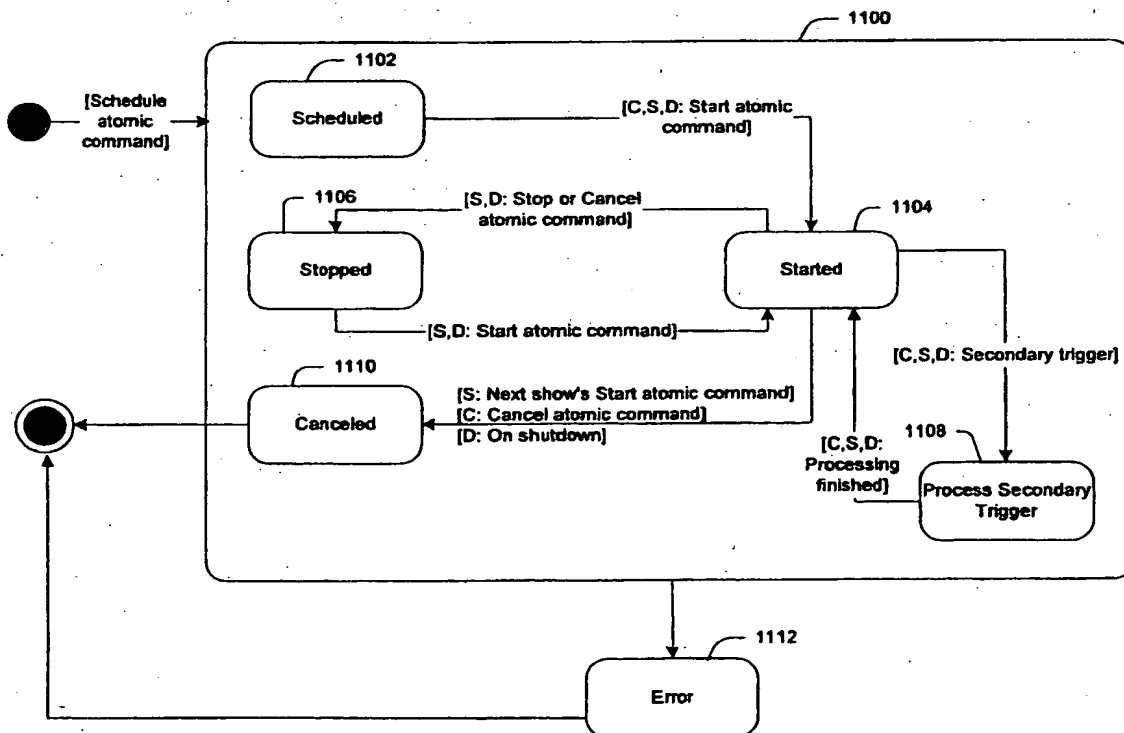 1100
1102
[Schedule
atomic
command]
Scheduled
[C,S,D: Start atomic
command]
1106
[S,D: Stop or Cancel
atomic command]
1104
Stopped
Started
[S,D: Start atomic command]
[C,S,D: Secondary trigger]
1110
[S: Next show's Start atomic command]
[C: Cancel atomic command]
[D: On shutdown]
Canceled
[C,S,D:
Processing
finished]
1108
Process Secondary
Trigger
1112
Error